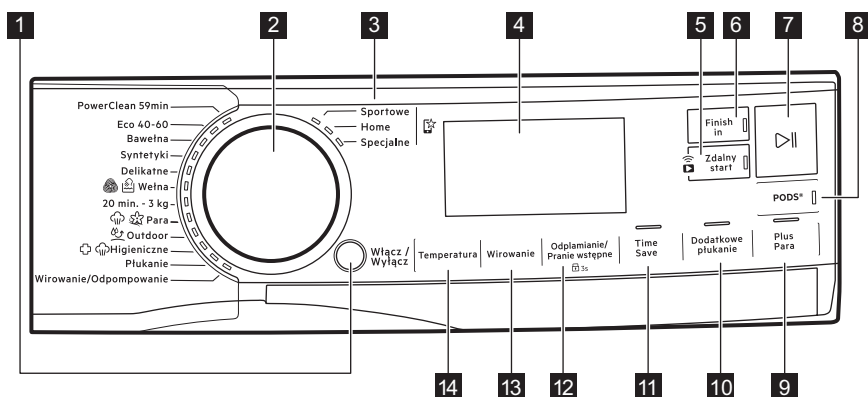 1
2
3
4
5
6
7
8
PowerClean 59min
Eco 40-60
Bawełna
Syntetyki
Delikatne
Wełna
20 min. - 3 kg
Para
Outdoor
Higieniczne
Płukanie
Wirowanie/Odpompowanie
Sportowe
Home
Specjalne
Włącz /
Wyłącz
Temperatura
Wirowanie
Odplamianie/
Pranie wstępne
3s
Time
Save
Dodatkowe
płukanie
Plus
Para
Finish
in
Zdalny
start
PODS®
14
13
12
11
10
9